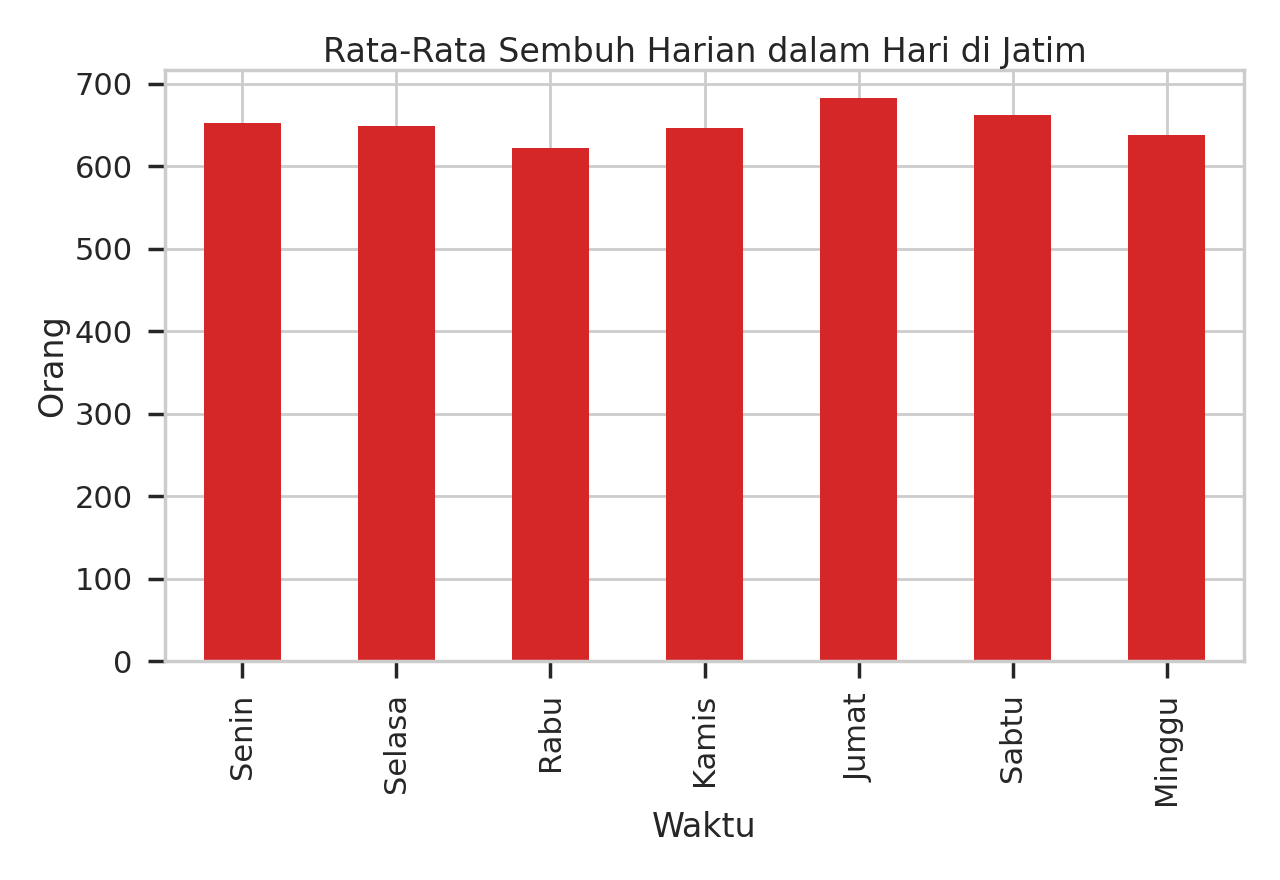 Rata-Rata Sembuh Harian dalam Hari di Jatim
700
600
500
400
300
200
100
0
Orang
Senin
Selasa
Rabu
Kamis
Jumat
Sabtu
Minggu
Waktu